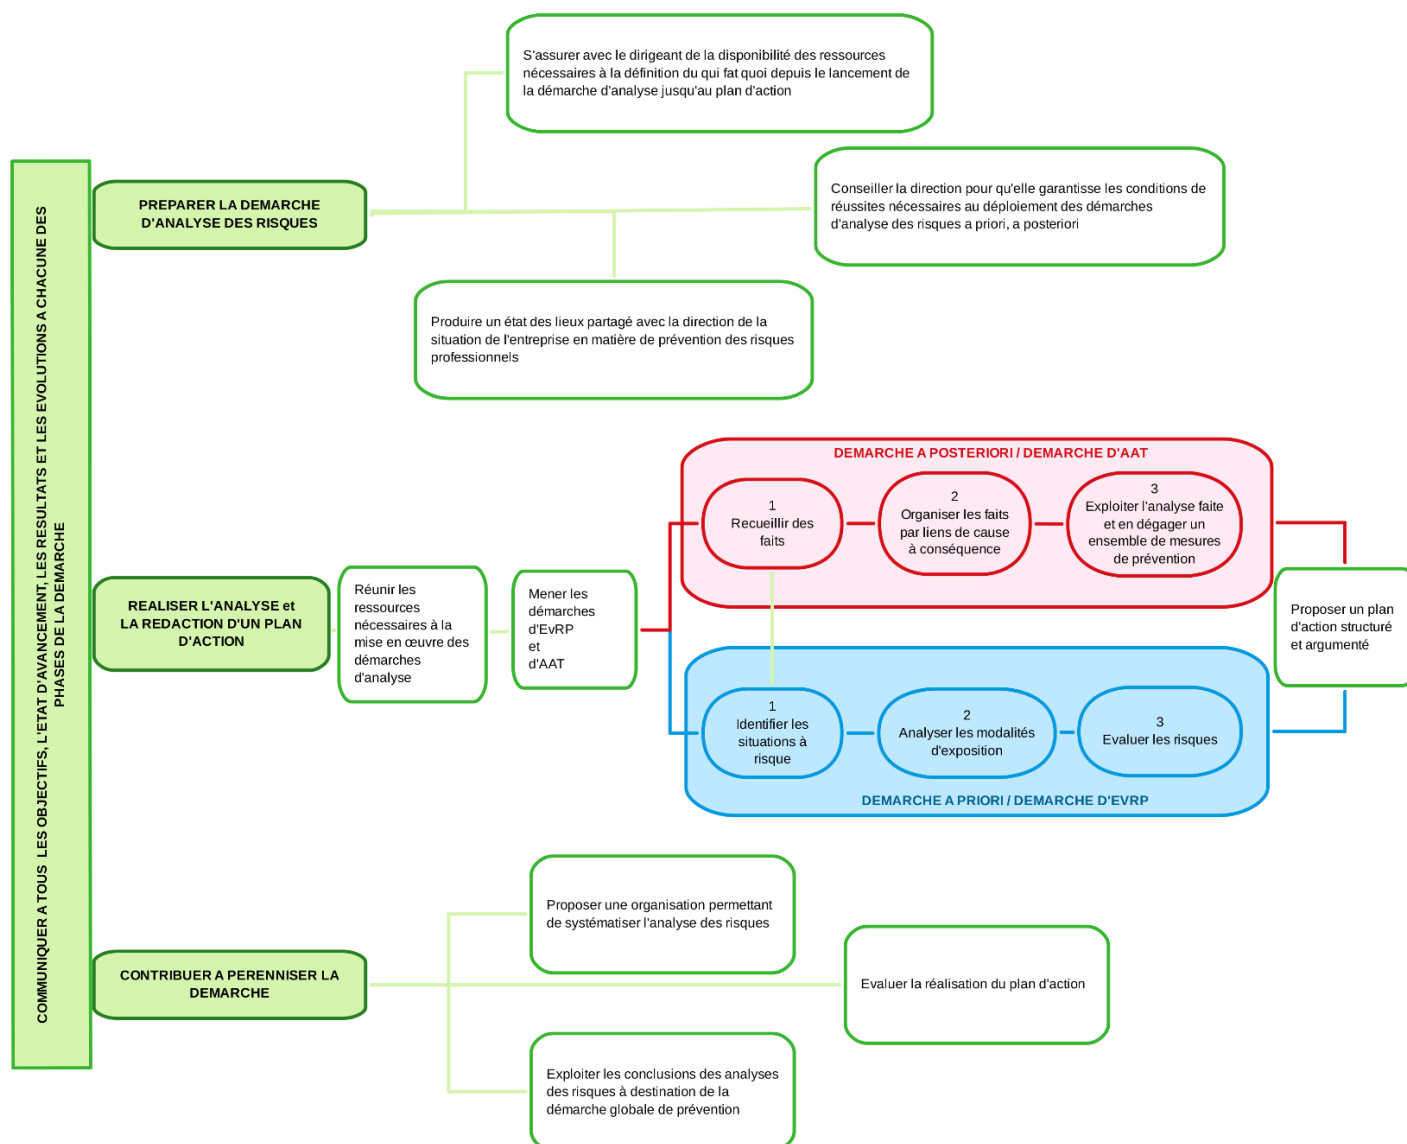 COMMUNIQUER A TOUS LES OBJECTIFS, L'ETAT D'AVANCEMENT, LES RESULTATS ET LES EVOLUTIONS A CHACUNE DES
PHASES DE LA DEMARCHE
PREPARER LA DEMARCHE
D'ANALYSE DES RISQUES
S'assurer avec le dirigeant de la disponibilité des ressources
nécessaires à la définition du qui fat quoi depuis le lancement de
la démarche d'analyse jusqu'au plan d'action
Conseiller la direction pour qu'elle garantisse les conditions de
réussites nécessaires au déploiement des démarches
d'analyse des risques a priori, a posteriori
Produire un état des lieux partagé avec la direction de la
situation de l'entreprise en matière de prévention des risques
professionnels
REALISER L'ANALYSE et
LA REDACTION D'UN PLAN
D'ACTION
Réunir les
ressources
nécessaires à la
mise en œuvre des
démarches
d'analyse
Mener les
démarches
d'EvRP
et
d'AAT
DEMARCHE A POSTERIORI / DEMARCHE D'AAT
1
Recueillir des
faits
2
Organiser les faits
par liens de cause
à conséquence
3
Exploiter l'analyse faite
et en dégager un
ensemble de mesures
de prévention
1
Identifier les
situations à
risque
2
Analyser les modalités
d'exposition
3
Evaluer les risques
DEMARCHE A PRIORI / DEMARCHE D'EVRP
Proposer un plan
d'action structuré
et argumenté
CONTRIBUER A PERENNISER LA
DEMARCHE
Proposer une organisation permettant
de systématiser l'analyse des risques
Evaluer la réalisation du plan d'action
Exploiter les conclusions des analyses
des risques à destination de la
démarche globale de prévention